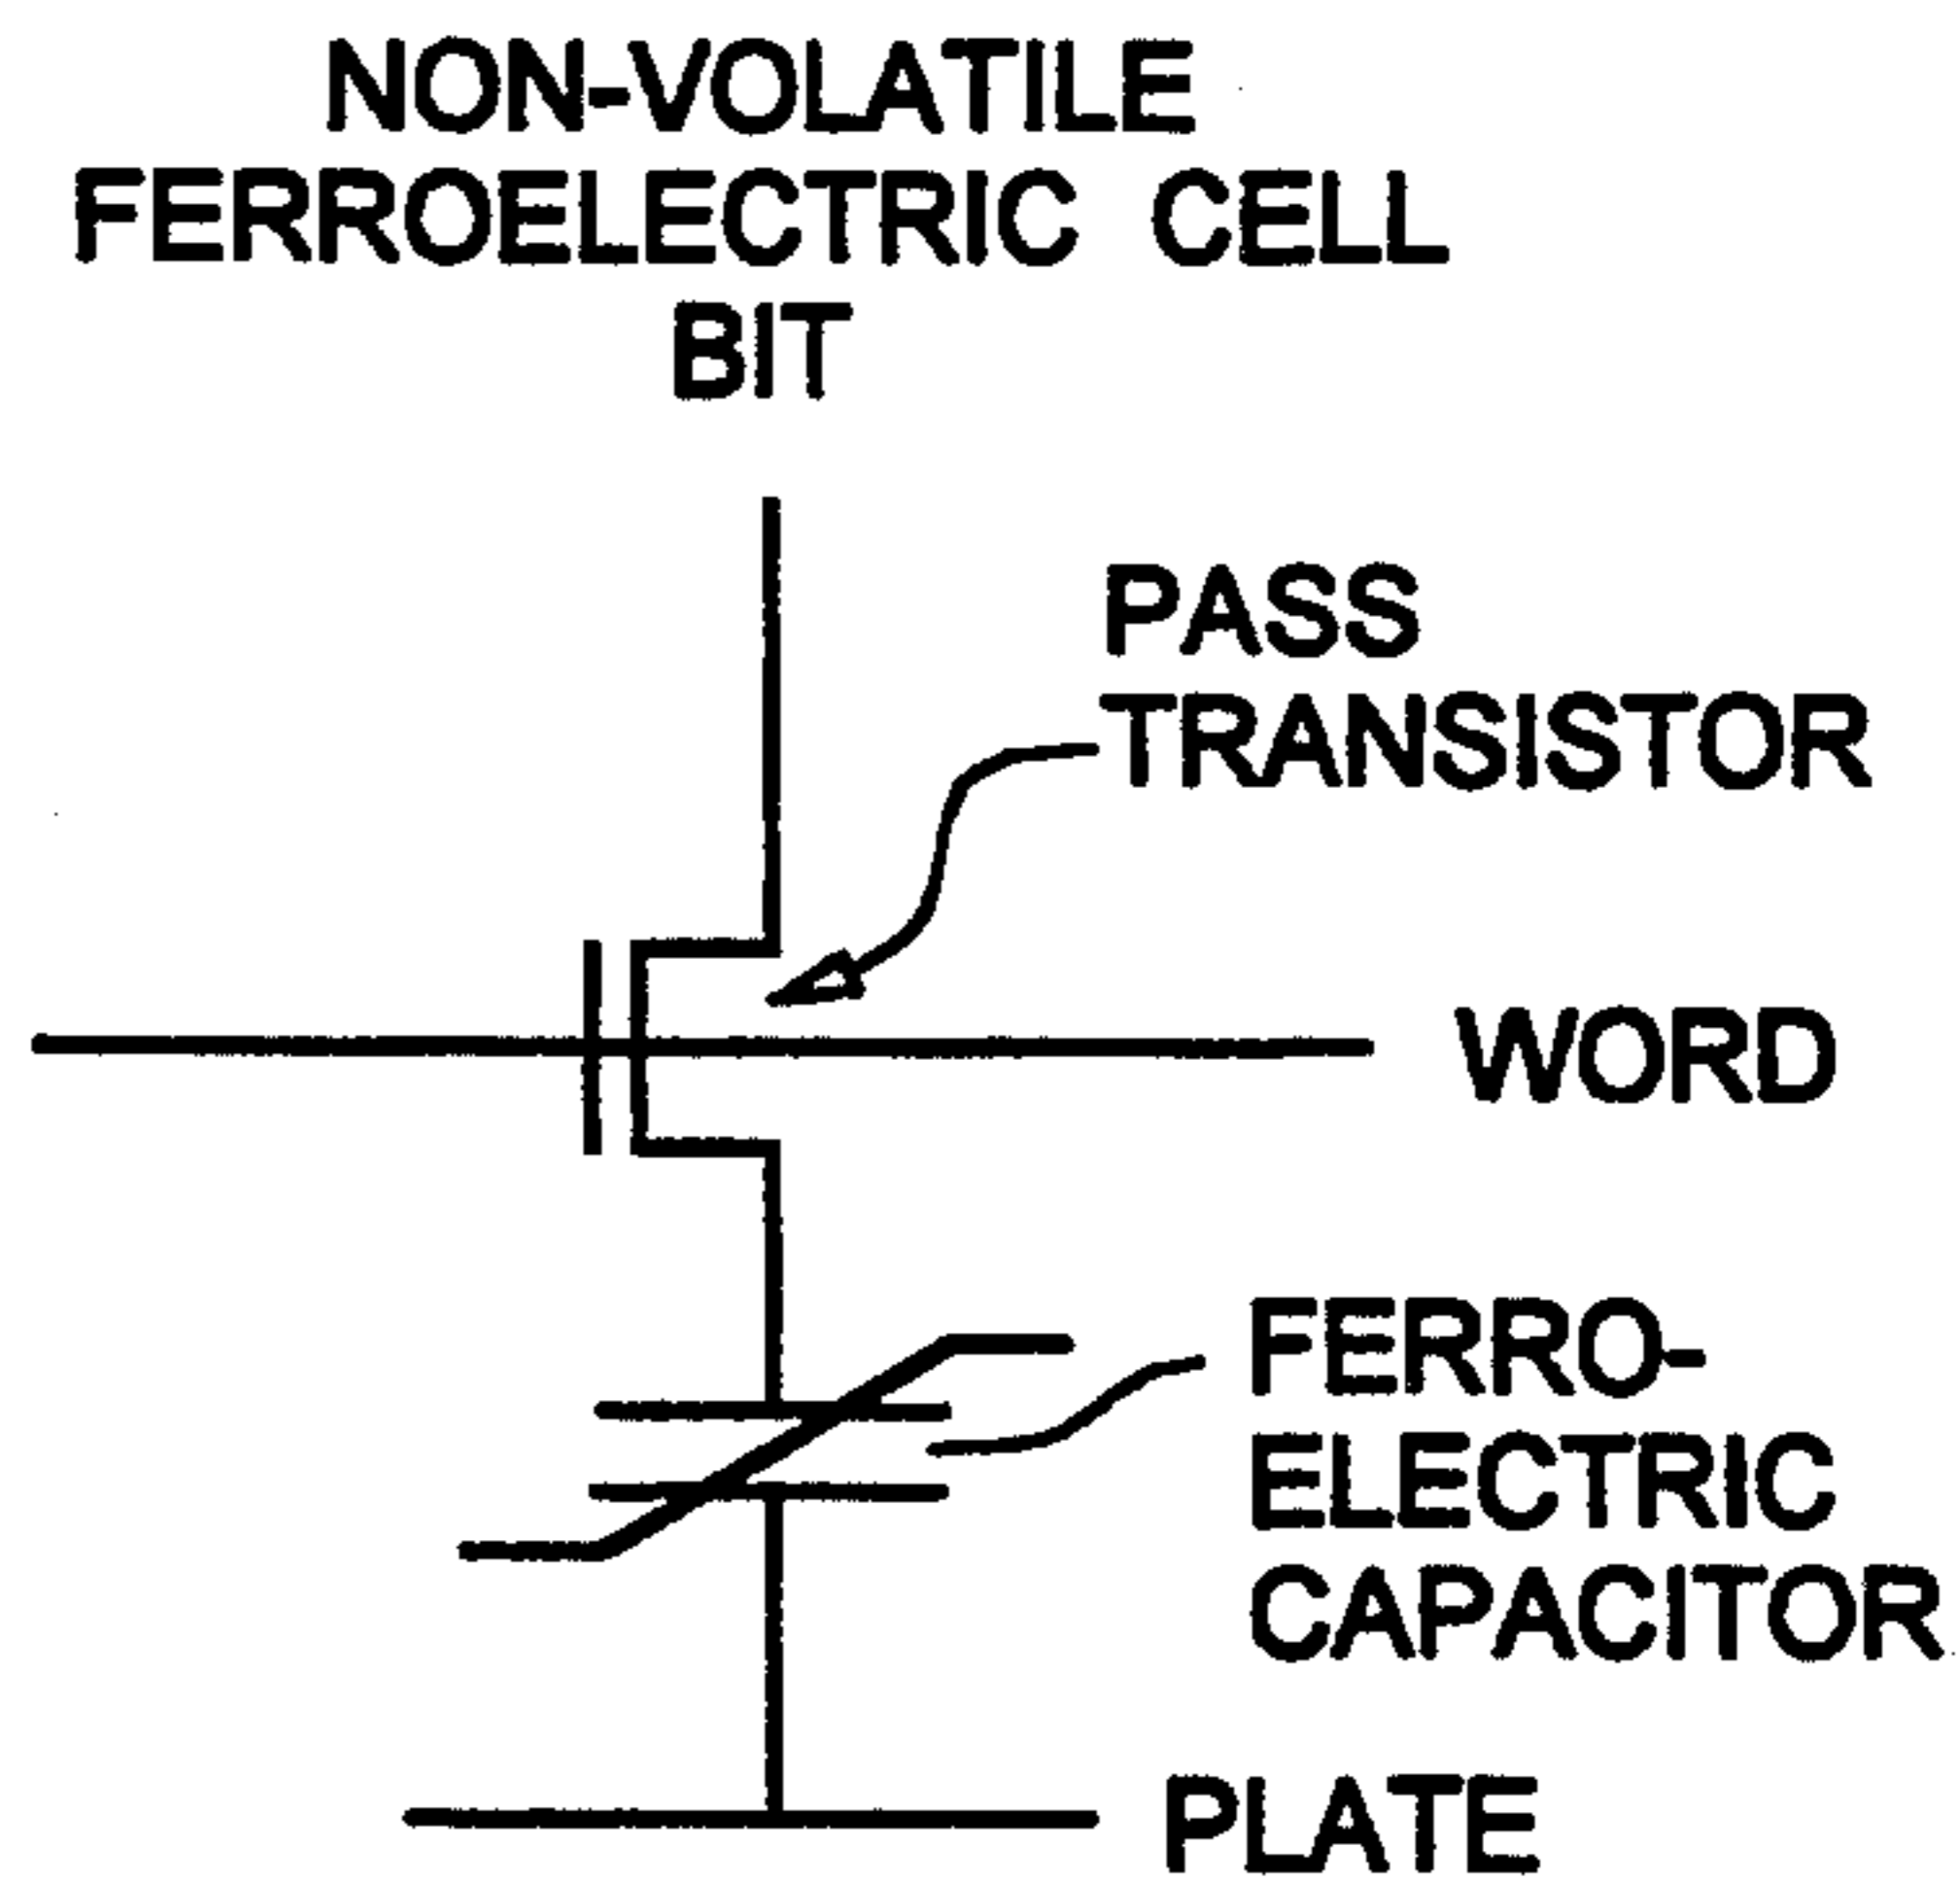 NON-VOLATILE
FERROELECTRIC CELL
BIT
PASS
TRANSISTOR
WORD
FERRO-
ELECTRIC
CAPACITOR
PLATE